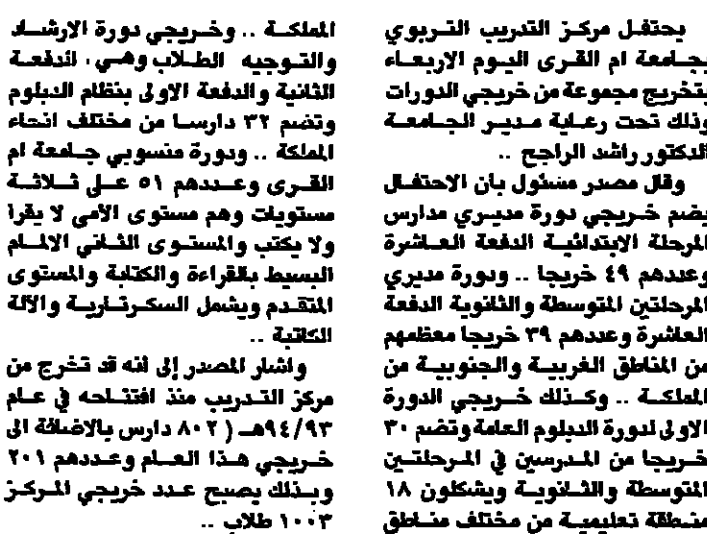 يحتفل مركز التدريب التربوي
بجامعة ام القرى اليوم الاربعاء
بتخريج مجموعة من خريجي الدورات
وذلك تحت رعاية مدير الجامعة
الدكتور راشد الراجح ..
وقال مصدر مسئول بأن الاحتفال
يضم خريجي دورة مديري مدارس
المرحلة الابتدائية الدفعة العاشرة
وعددهم ٤٩ خريجا .. ودورة مديري
المرحلتين المتوسطة والثانوية الدفعة
العاشرة وعددهم ٣٩ خريجا معظمهم
من المناطق الغربية والجنوبية من
المملكة .. وكذلك خريجي الدورة
الاولى لدورة الدبلوم العامة وتضم ٣٠
خريجا من المدرسين في المرحلتين
المتوسطة والثانوية ويشكلون ١٨
منطقة تعليمية من مختلف مناطق
المملكة .. وخريجي دورة الارشاد
والتوجيه الطلاب وهي، الدفعة
الثانية والدفعة الاولى بنظام الدبلوم
وتضم ٣٢ دارسا من مختلف انحاء
المملكة .. ودورة منسوبي جامعة ام
القرى وعددهم ٥١ على ثلاثة
مستويات وهم مستوى الأمي لا يقرا
ولا يكتب والمستوى الثاني الالمام
البسيط بالقراءة والكتابة والمستوى
المتقدم ويشمل السكرتارية والآلة
الكاتبة ..
واشار المصدر إلى أنه قد تخرج من
مركز التدريب منذ افتتاحه في عام
٩٤/٩٣هـ ( ٨٠٢ دارس بالاضافة الى
خريجي هذا العام وعددهم ٢٠١
وبذلك يصبح عدد خريجي المركز
١٠٠٣ طلاب ..